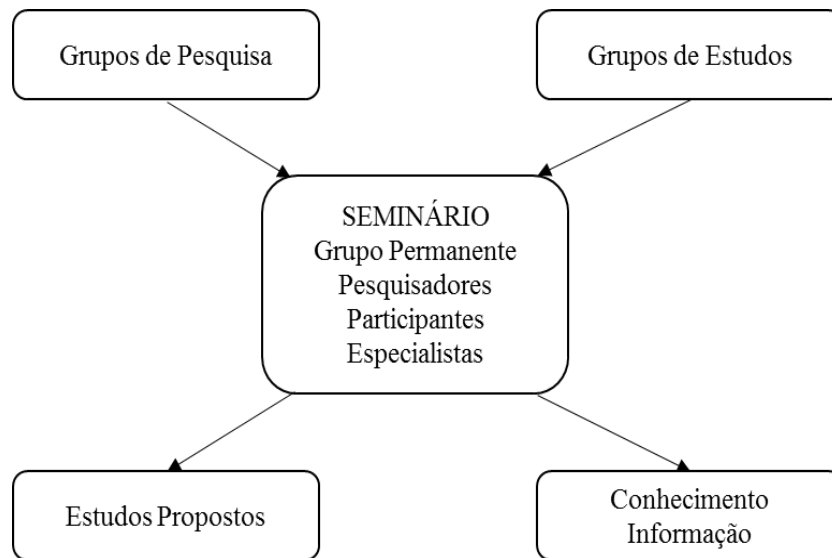 Grupos de Pesquisa
Grupos de Estudos
SEMINÁRIO
Grupo Permanente
Pesquisadores
Participantes
Especialistas
Estudos Propostos
Conhecimento
Informação